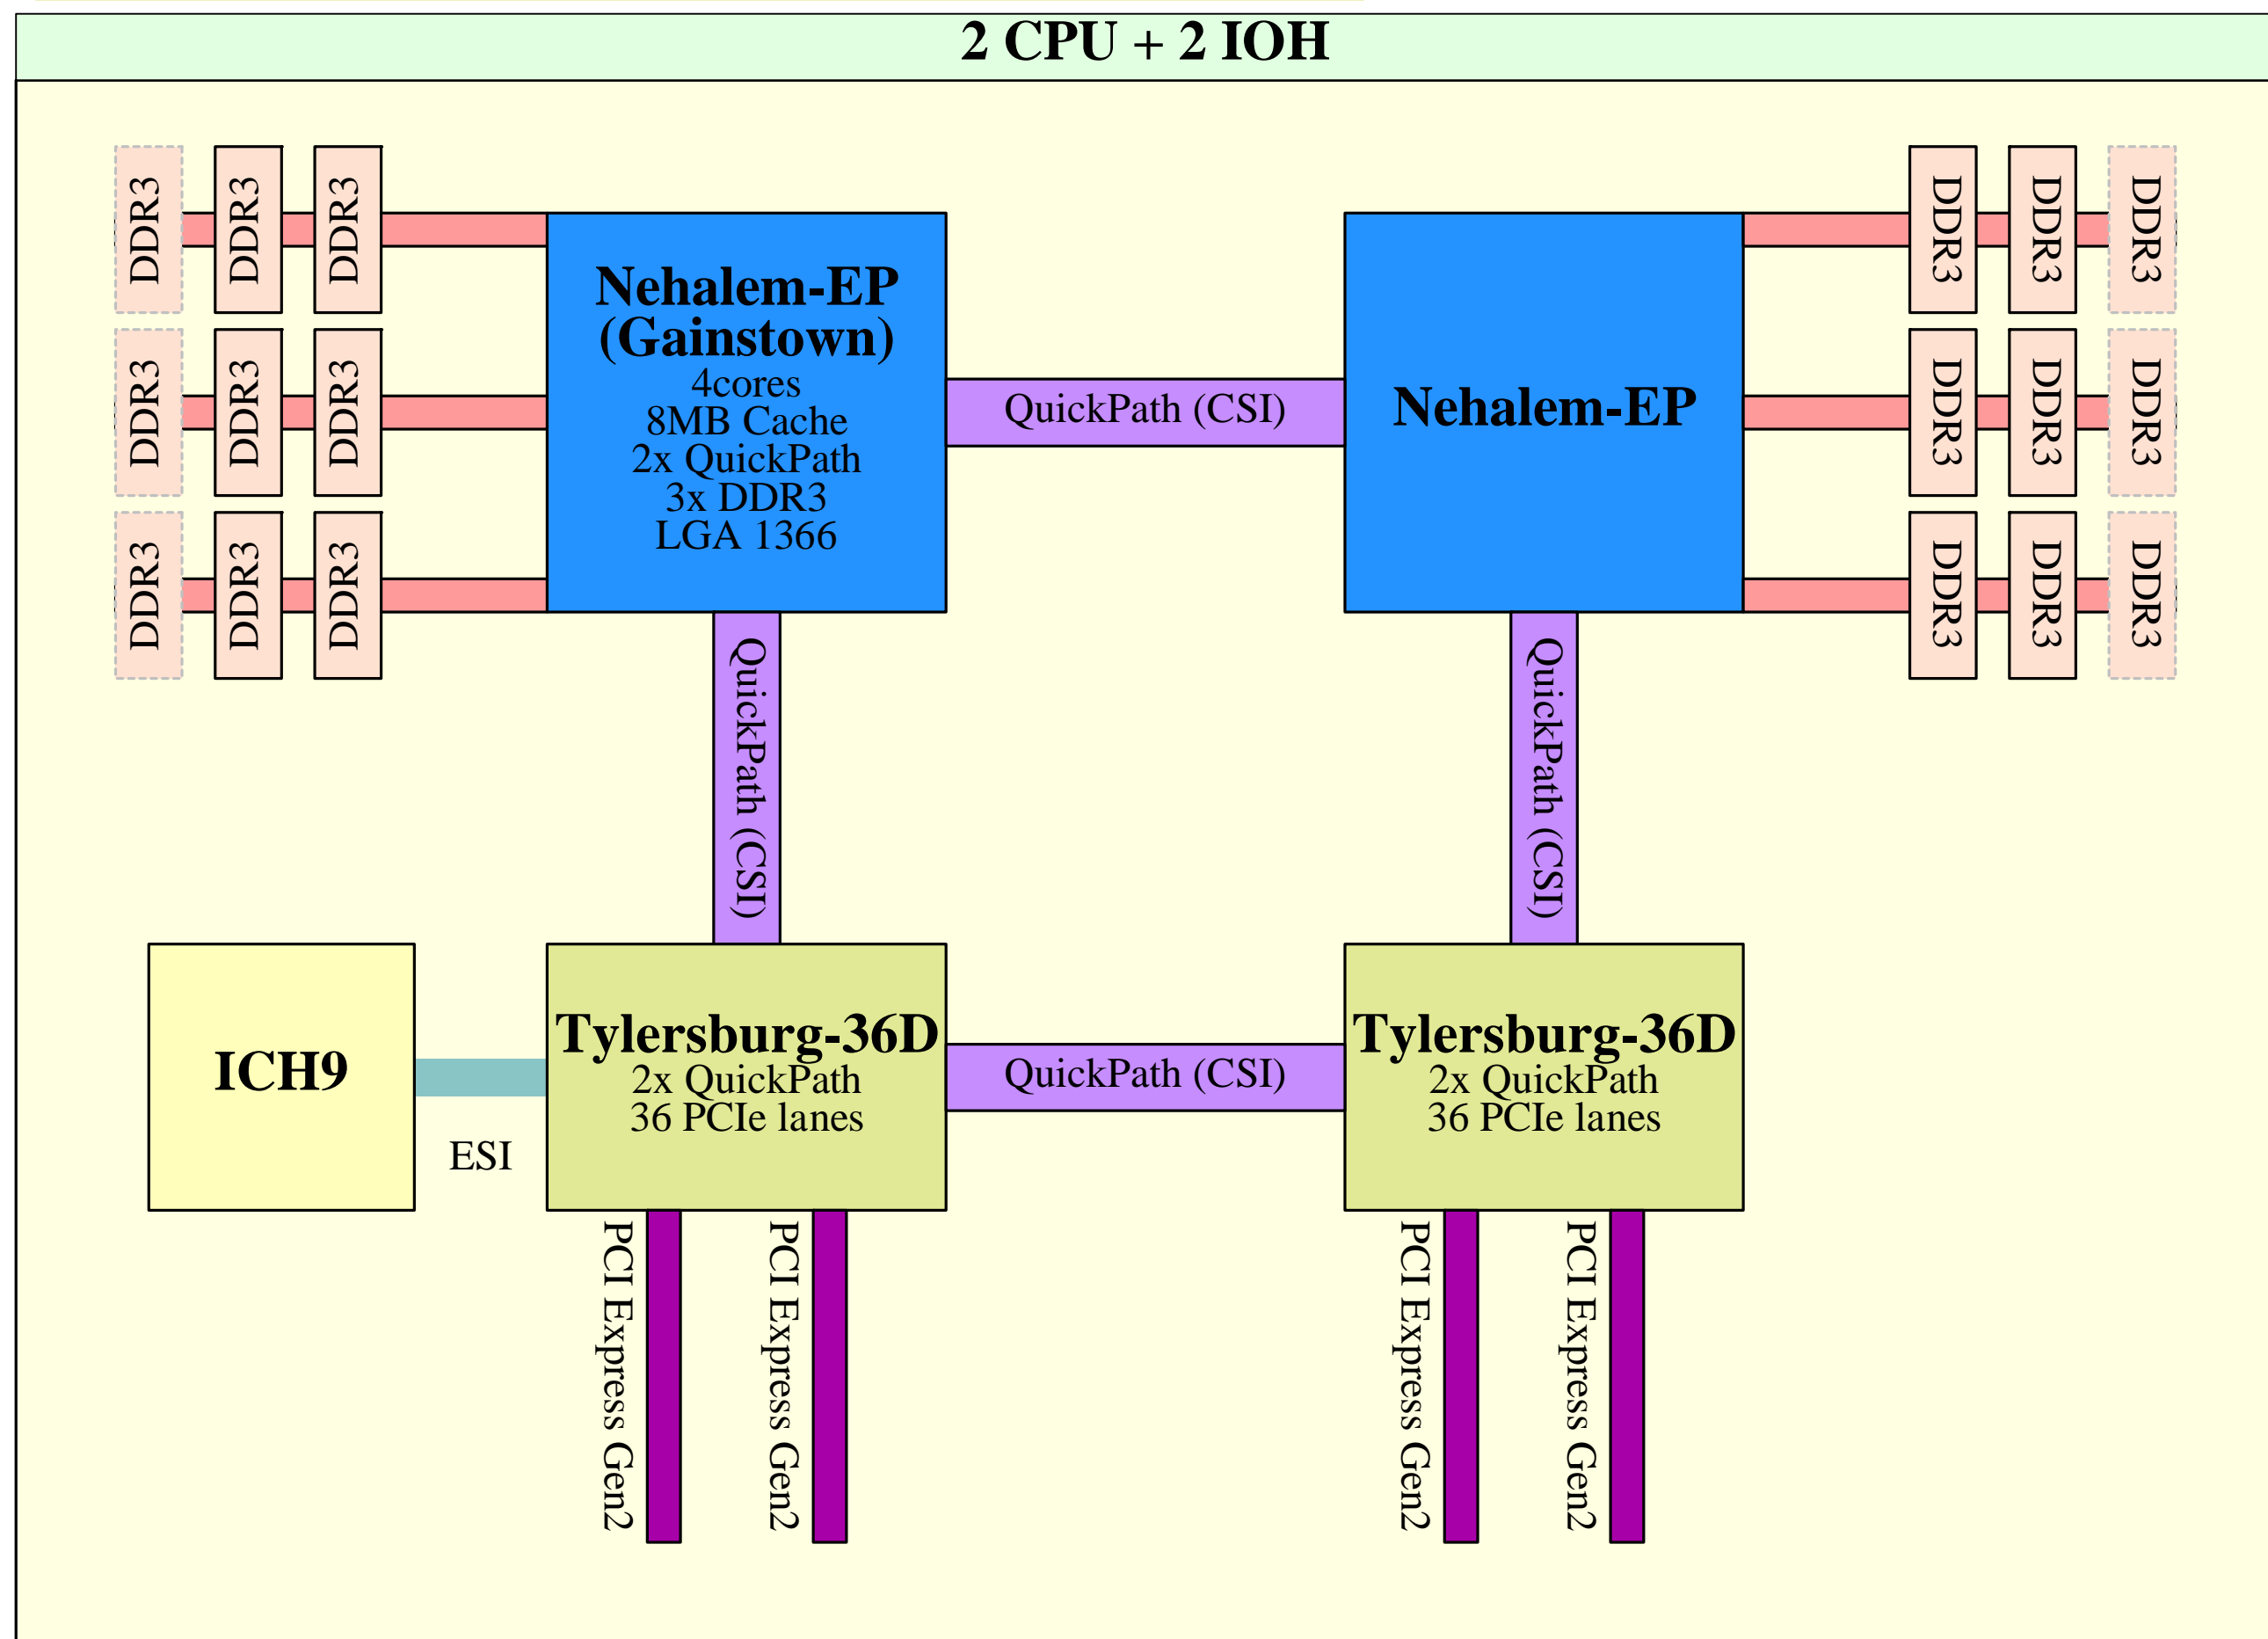 2 CPU + 2 IOH
DDR3
DDR3
DDR3
DDR3
DDR3
DDR3
DDR3
DDR3
DDR3
Nehalem-EP
(Gainstown)
4cores
8MB Cache
2x QuickPath
3x DDR3
LGA 1366
QuickPath (CSI)
Nehalem-EP
DDR3
DDR3
DDR3
DDR3
DDR3
DDR3
DDR3
DDR3
DDR3
QuickPath (CSI)
QuickPath (CSI)
ICH9
ESI
Tylersburg-36D
2x QuickPath
36 PCIe lanes
QuickPath (CSI)
Tylersburg-36D
2x QuickPath
36 PCIe lanes
PCI Express Gen2
PCI Express Gen2
PCI Express Gen2
PCI Express Gen2